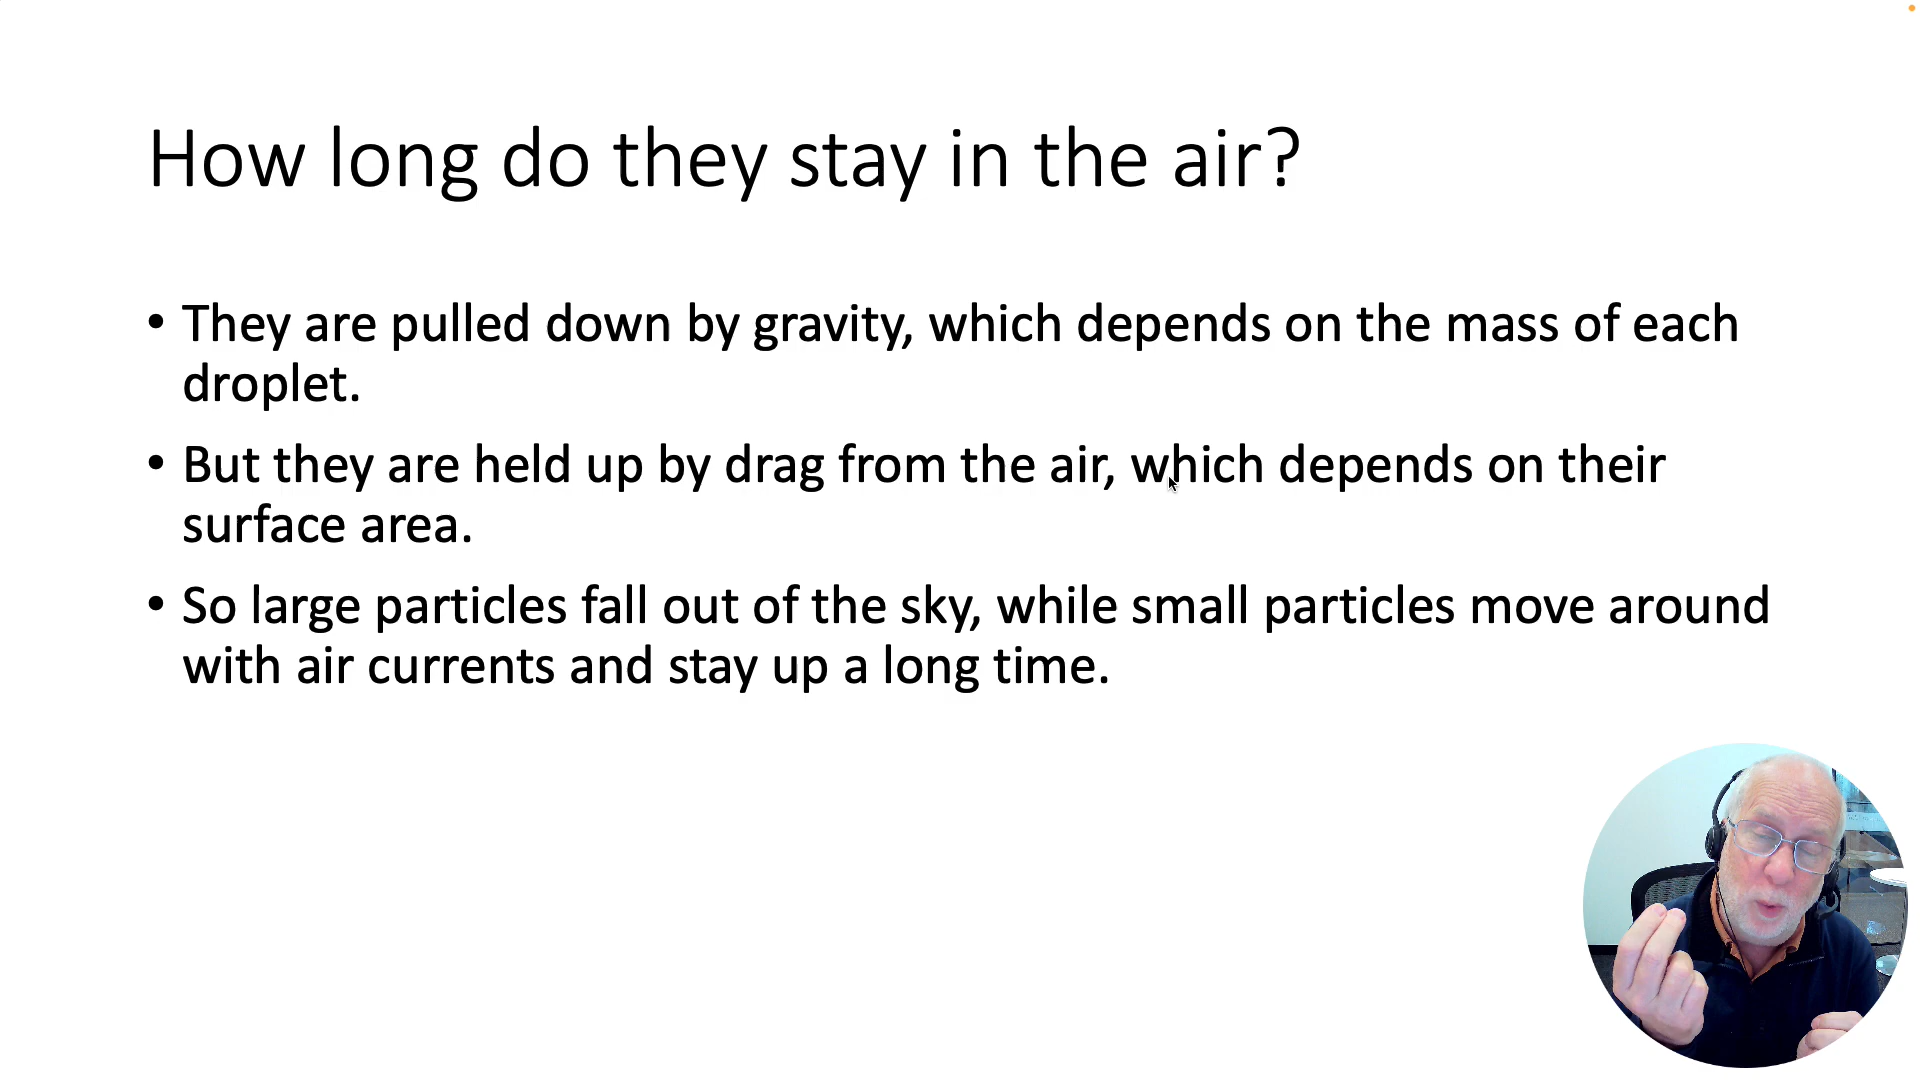 How long do they stay in the air?
• They are pulled down by gravity, which depends on the mass of each
droplet.
• But they are held up by drag from the air, which depends on their
surface area.
• So large particles fall out of the sky, while small particles move around
with air currents and stay up a long time.